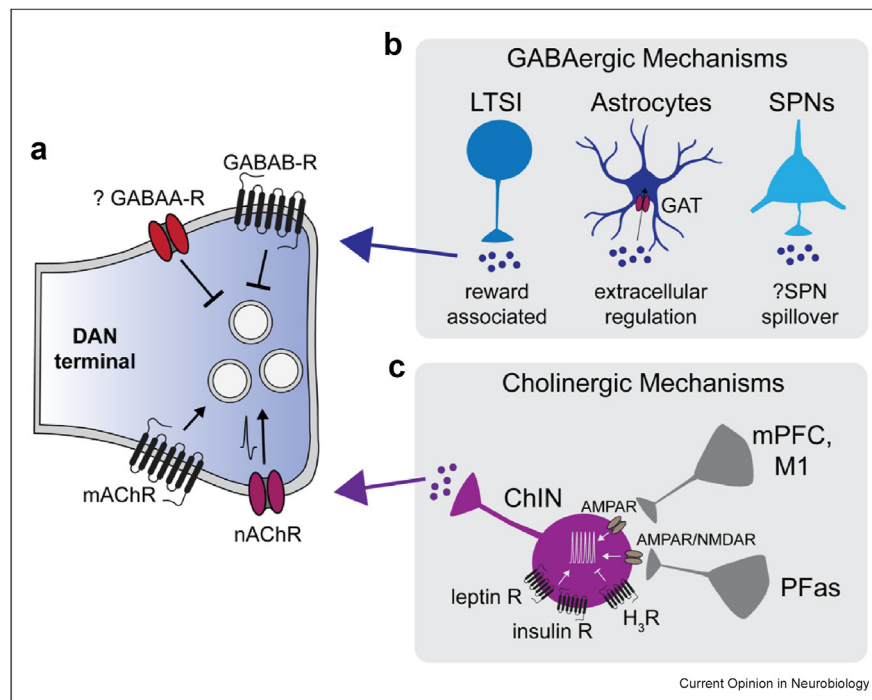 a
? GABAA-R
GABAB-R
DAN
terminal
mAChR
nAChR
b
GABAergic Mechanisms
LTSI
Astrocytes
SPNs
GAT
reward
associated
extracellular
regulation
?SPN
spillover
c
Cholinergic Mechanisms
mPFC,
M1
ChIN
AMPAR
AMPAR/NMDAR
PFas
leptin R
insulin R
H₃R
Current Opinion in Neurobiology